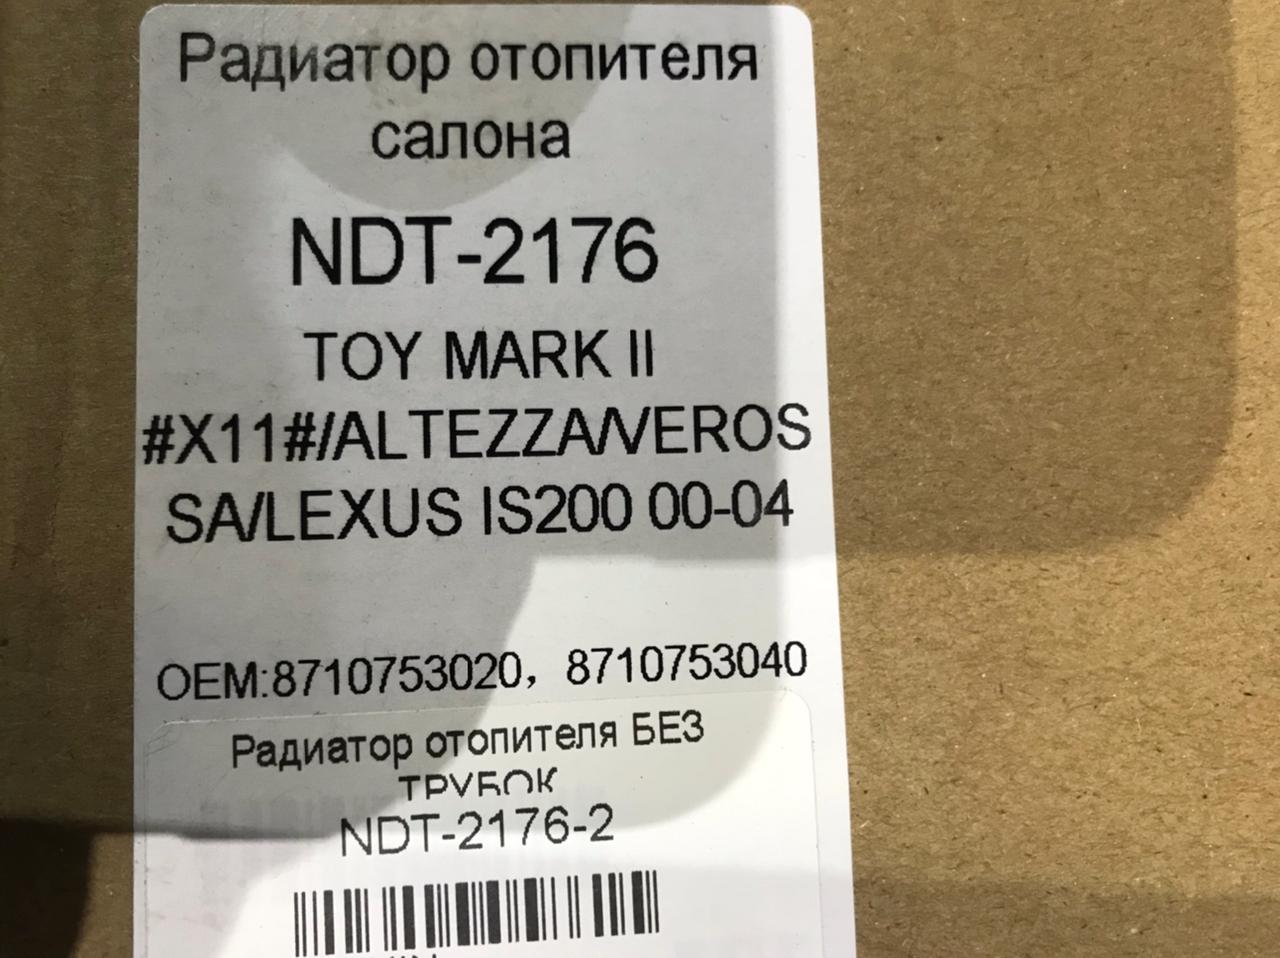 Радиатор отопителя
салона
NDT-2176
TOY MARK II
#X11#/ALTEZZA/VEROS
SA/LEXUS IS200 00-04
OEM:8710753020, 8710753040
Радиатор отопителя БЕЗ
ТРУБОК
NDT-2176-2